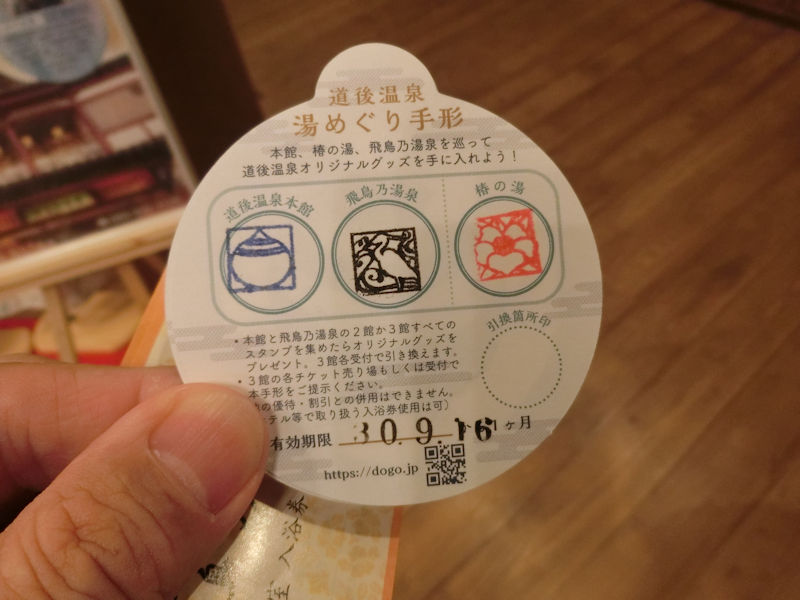 道後温泉
湯めぐり手形
本館、椿の湯、飛鳥乃湯泉を巡って
道後温泉オリジナルグッズを手に入れよう！
道後温泉本館
飛鳥乃湯泉
椿の湯
・本館と飛鳥乃湯泉の２館か３館すべての
スタンプを集めたらオリジナルグッズを
プレゼント。３館各受付で引き換えます。
・３館の各チケット売り場もしくは受付で
本手形をご提示ください。
の優待・割引との併用はできません。
テル等で取り扱う入浴券使用は可）
引換箇所印
有効期限 30.9.16 から1ヶ月
https://dogo.jp
入浴券